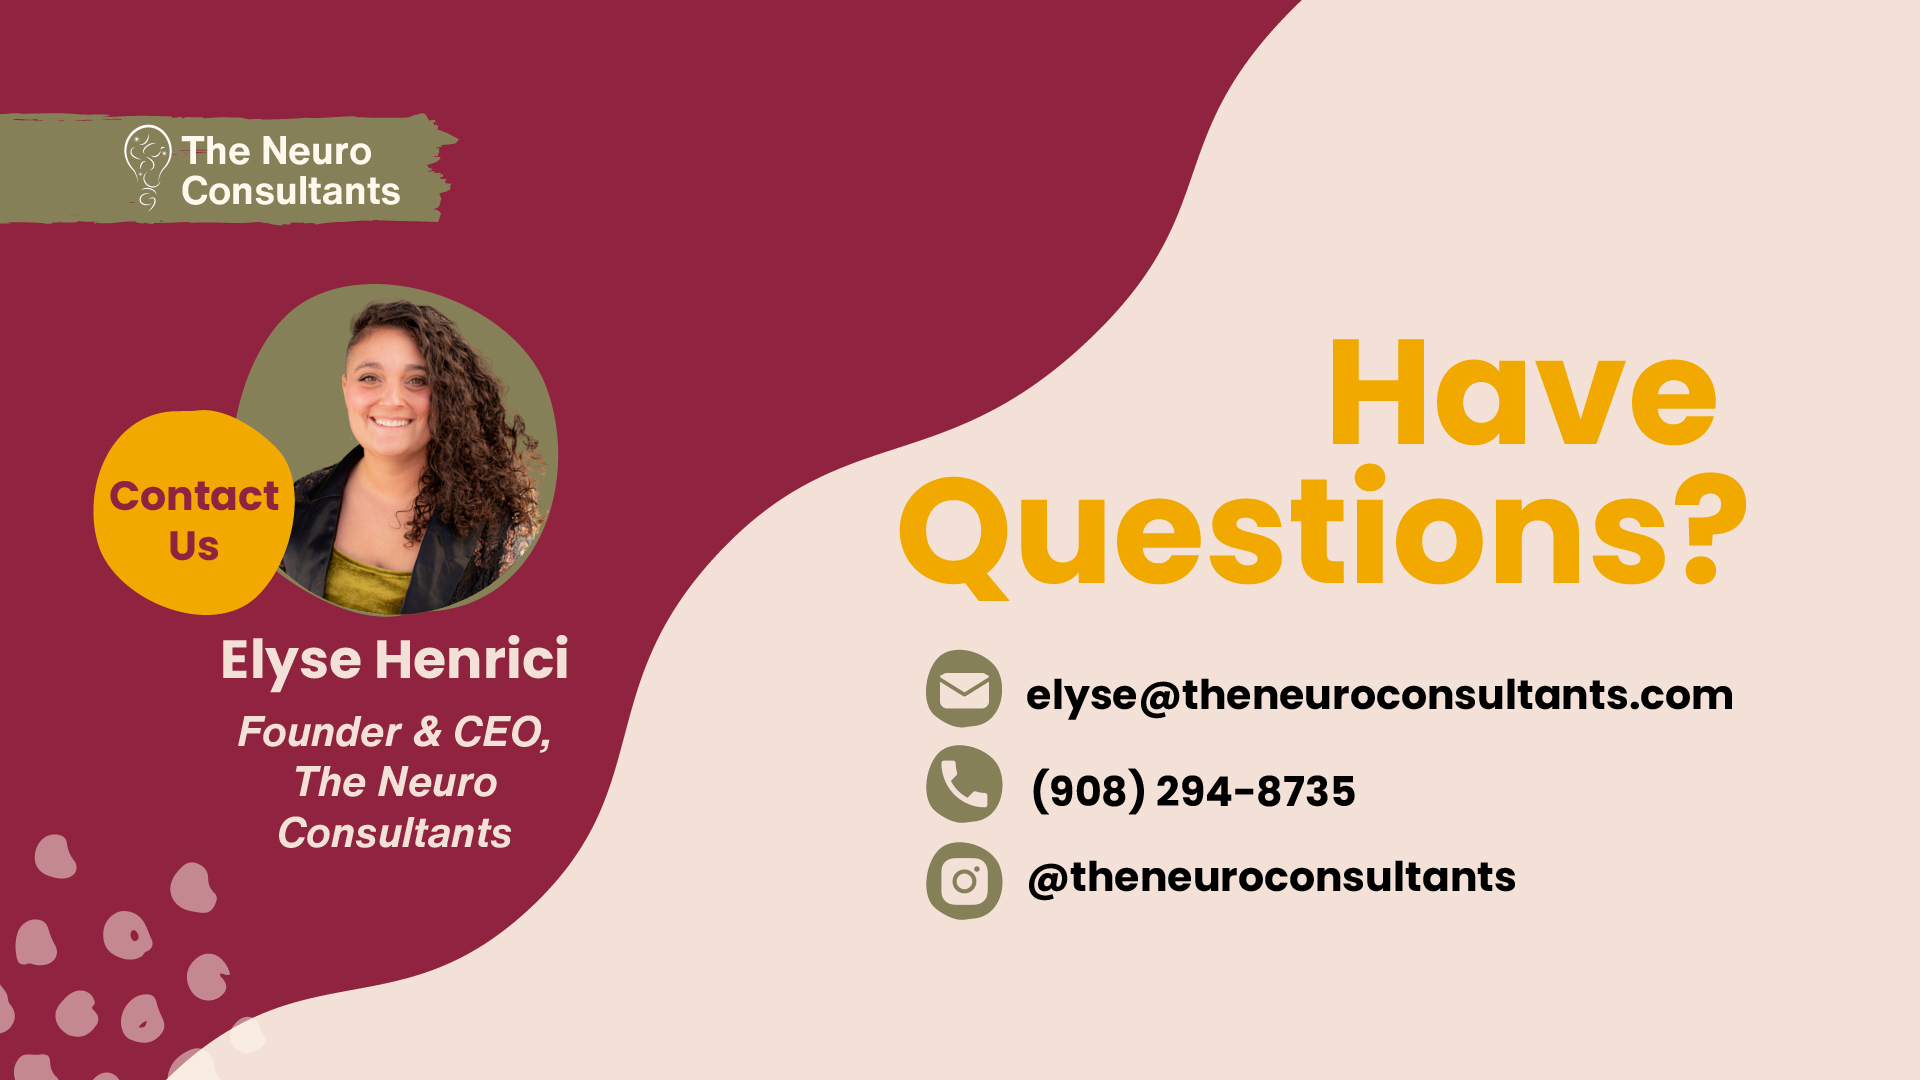 The Neuro
Consultants
Contact
Us
Elyse Henrici
Founder & CEO,
The Neuro
Consultants
Have
Questions?
elyse@theneuroconsultants.com
(908) 294-8735
@theneuroconsultants